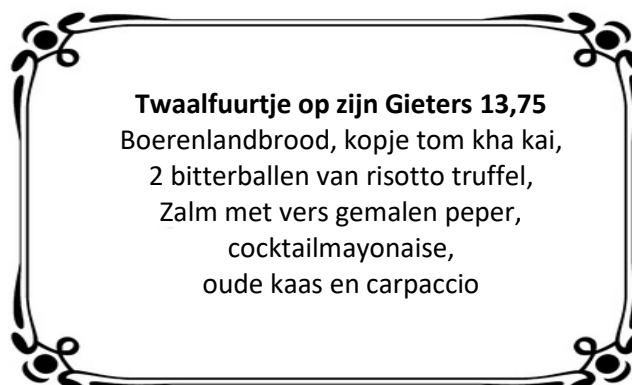 Twaalfuurtje op zijn Gieters 13,75
Boerenlandbrood, kopje tom kha kai,
2 bitterballen van risotto truffel,
Zalm met vers gemalen peper,
cocktailmayonaise,
oude kaas en carpaccio